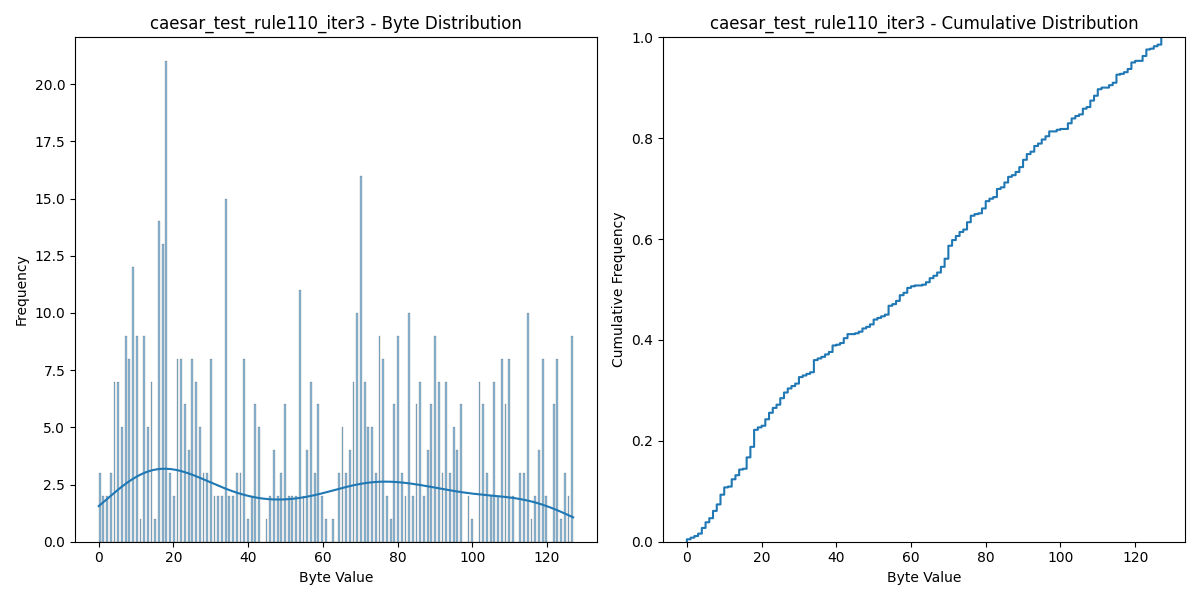 caesar_test_rule110_iter3 - Byte Distribution
Frequency
20.0
17.5
15.0
12.5
10.0
7.5
5.0
2.5
0.0
0 20 40 60 80 100 120
Byte Value
caesar_test_rule110_iter3 - Cumulative Distribution
Cumulative Frequency
1.0
0.8
0.6
0.4
0.2
0.0
0 20 40 60 80 100 120
Byte Value